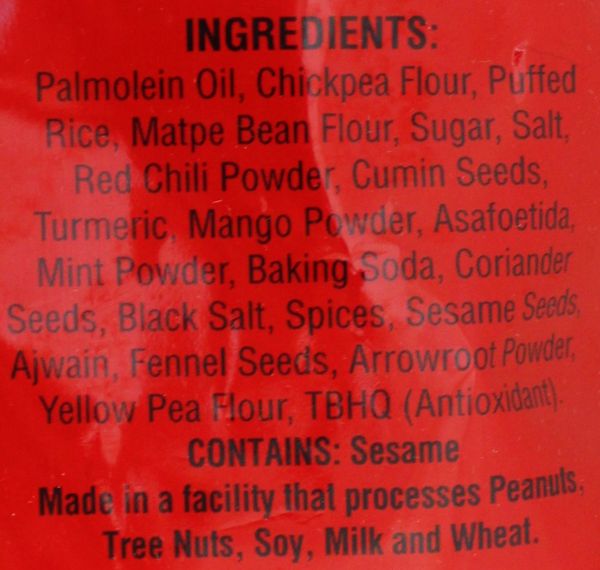 INGREDIENTS:
Palmolein Oil, Chickpea Flour, Puffed
Rice, Matpe Bean Flour, Sugar, Salt,
Red Chili Powder, Cumin Seeds,
Turmeric, Mango Powder, Asafoetida,
Mint Powder, Baking Soda, Coriander
Seeds, Black Salt, Spices, Sesame Seeds,
Ajwain, Fennel Seeds, Arrowroot Powder,
Yellow Pea Flour, TBHQ (Antioxidant).
CONTAINS: Sesame
Made in a facility that processes Peanuts,
Tree Nuts, Soy, Milk and Wheat.